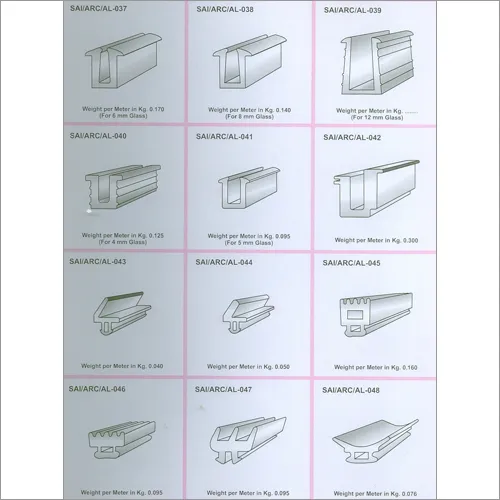 SAI/ARC/AL-037
Weight per Meter in Kg. 0.170
(For 6 mm Glass)
SAI/ARC/AL-038
Weight per Meter in Kg. 0.140
(For 8 mm Glass)
SAI/ARC/AL-039
Weight per Meter in Kg. ......
(For 12 mm Glass)
SAI/ARC/AL-040
Weight per Meter in Kg. 0.125
(For 4 mm Glass)
SAI/ARC/AL-041
Weight per Meter in Kg. 0.095
(For 5 mm Glass)
SAI/ARC/AL-042
Weight per Meter in Kg. 0.300
SAI/ARC/AL-043
Weight per Meter in Kg. 0.040
SAI/ARC/AL-044
Weight per Meter in Kg. 0.050
SAI/ARC/AL-045
Weight per Meter in Kg. 0.160
SAI/ARC/AL-046
Weight per Meter in Kg. 0.095
SAI/ARC/AL-047
Weight per Meter in Kg. 0.095
SAI/ARC/AL-048
Weight per Meter in Kg. 0.076